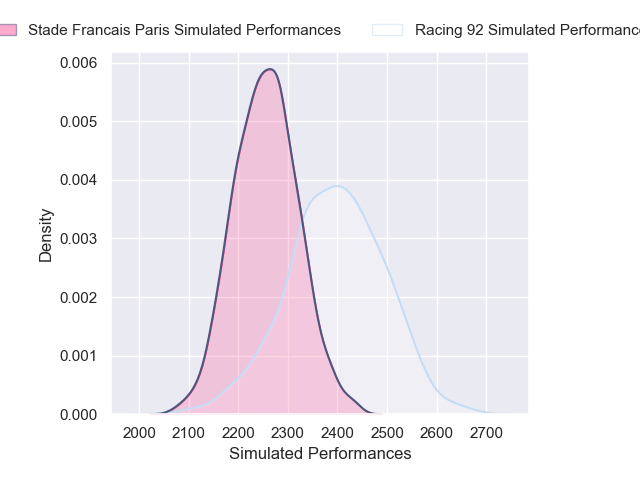 Stade Francais Paris Simulated Performances Racing 92 Simulated
0.006
0.005
0.004
0.003
0.002
0.001
0.000
Density
2000 2100 2200 2300 2400 2500 2600 2700
Simulated Performances